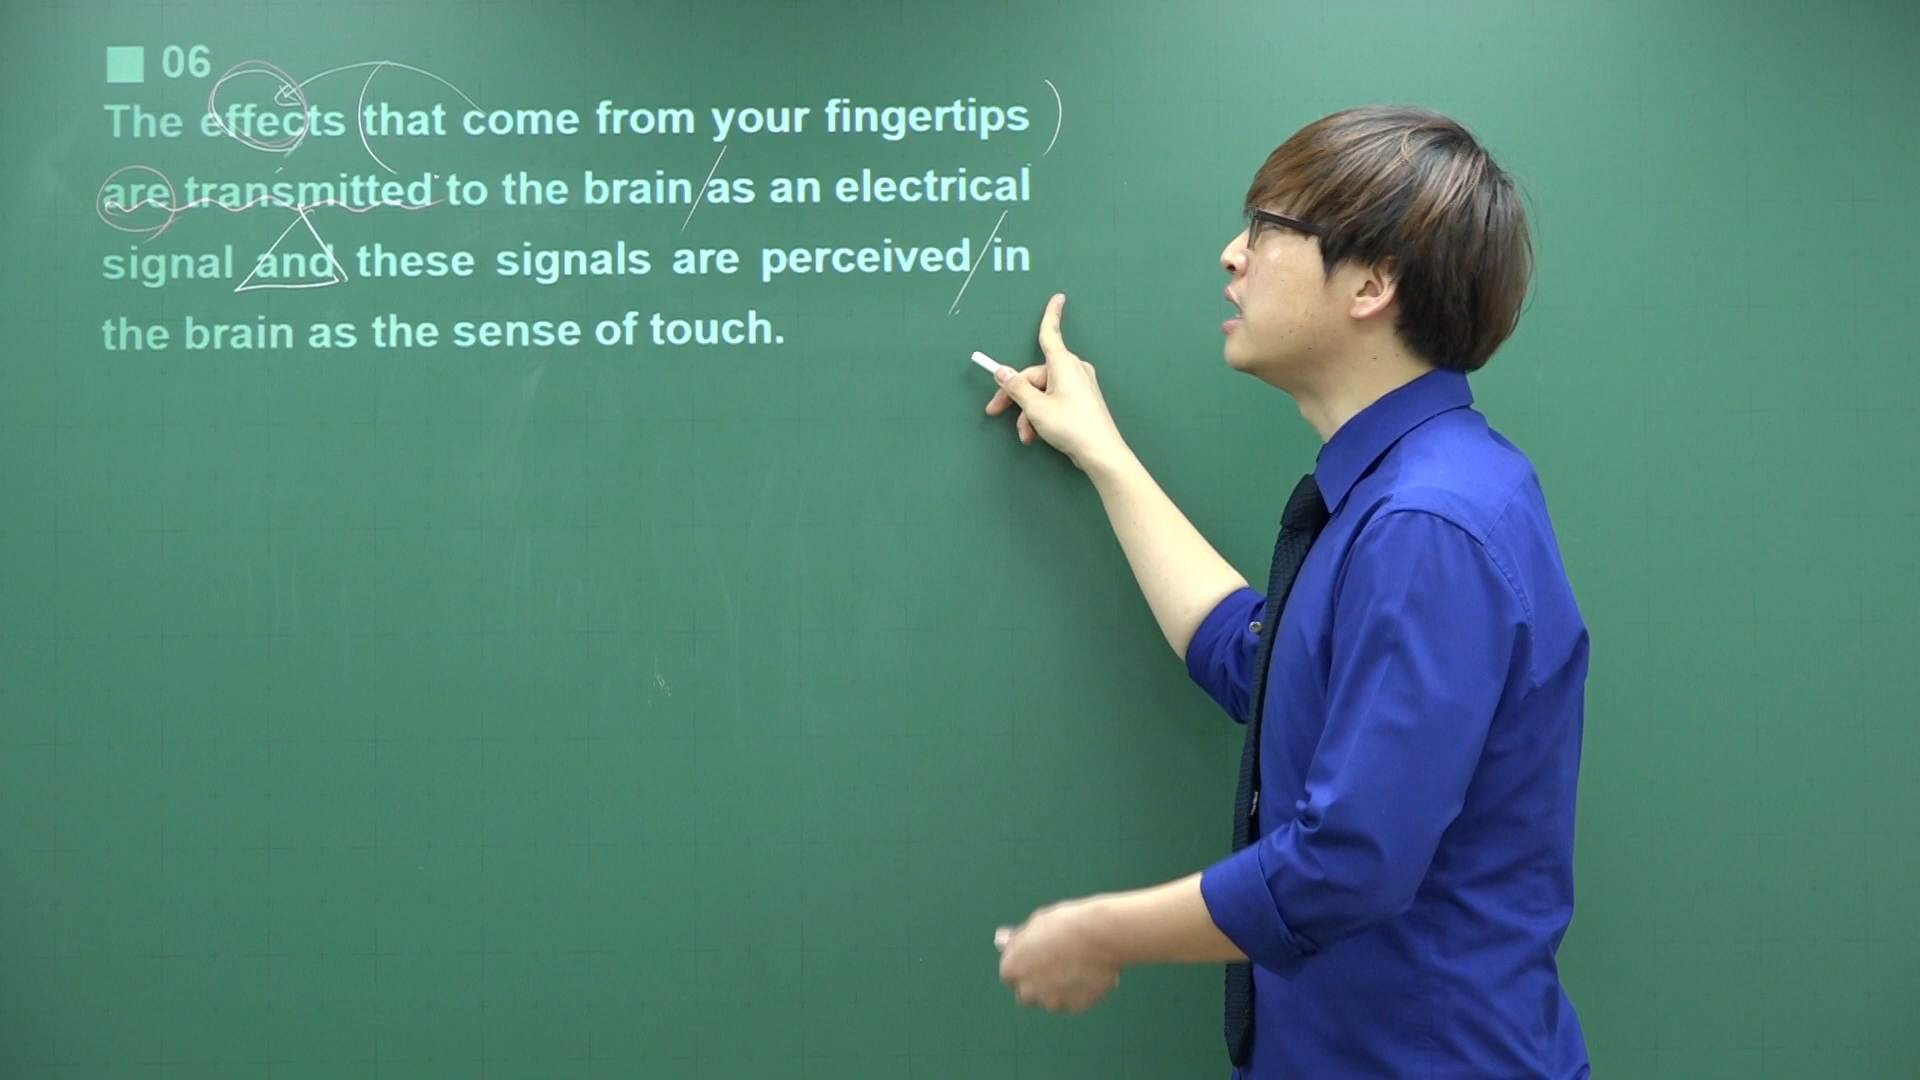 06
The effects that come from your fingertips
are transmitted to the brain as an electrical
signal and these signals are perceived in
the brain as the sense of touch.